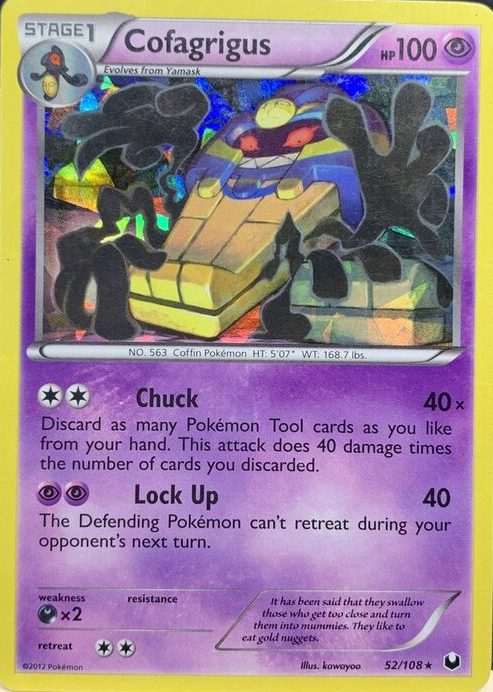 STAGE1
Cofagrigus
HP100
Evolves from Yamask
NO. 563 Coffin Pokémon HT: 5'07" WT: 168.7 lbs.
Chuck 40×
Discard as many Pokémon Tool cards as you like
from your hand. This attack does 40 damage times
the number of cards you discarded.
Lock Up 40
The Defending Pokémon can't retreat during your
opponent's next turn.
weakness resistance
×2
It has been said that they swallow
those who get too close and turn
them into mummies. They like to
eat gold nuggets.
retreat
©2012 Pokémon
Illus. kawayoo 52/108 ★